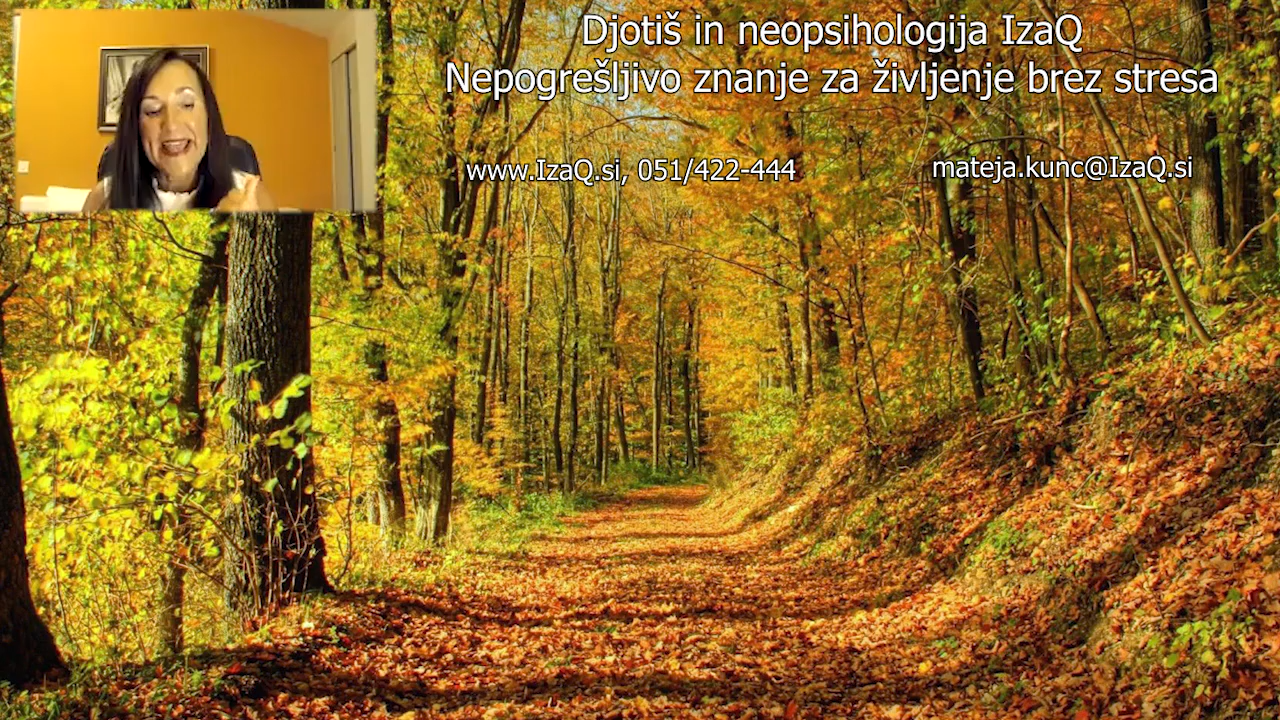 Djotiš in neopsihologija IzaQ
Nepogrešljivo znanje za življenje brez stresa
www.IzaQ.si, 051/422-444
mateja.kunc@IzaQ.si